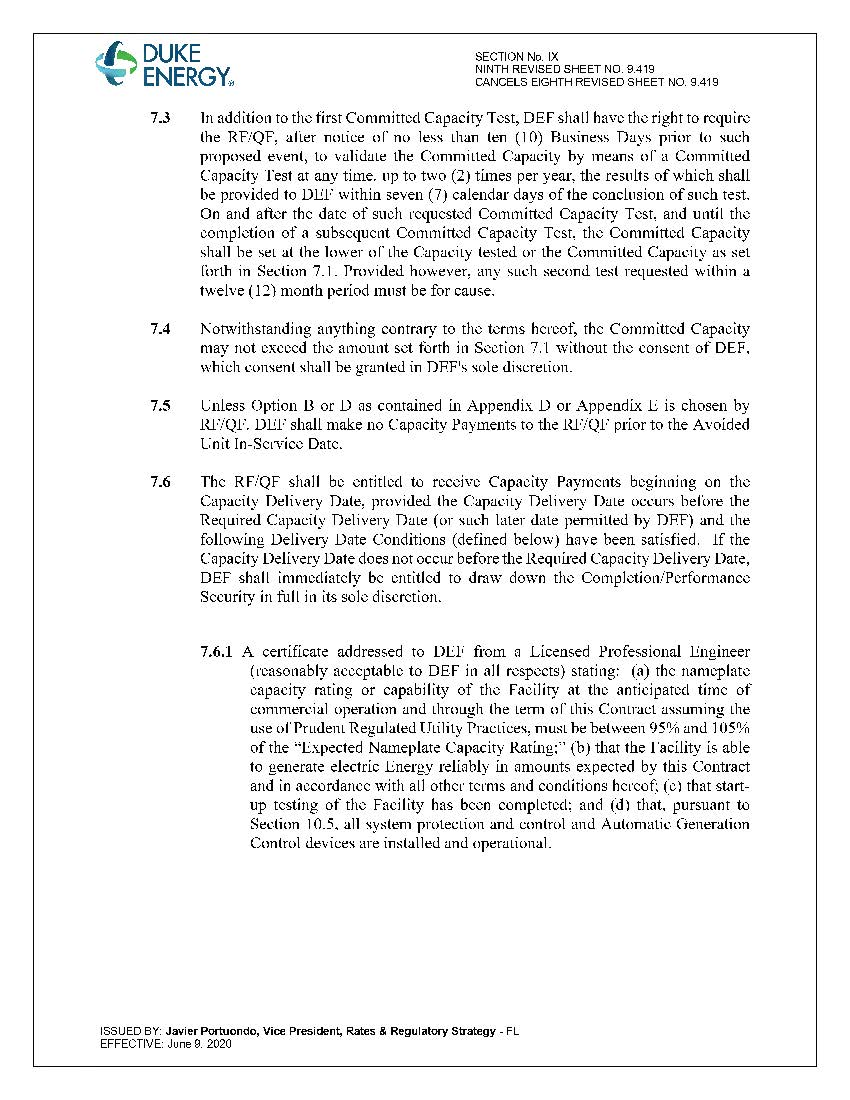 DUKE
ENERGY®
SECTION No. IX
NINTH REVISED SHEET NO. 9.419
CANCELS EIGHTH REVISED SHEET NO. 9.419
7.3 In addition to the first Committed Capacity Test, DEF shall have the right to require
the RF/QF, after notice of no less than ten (10) Business Days prior to such
proposed event, to validate the Committed Capacity by means of a Committed
Capacity Test at any time, up to two (2) times per year, the results of which shall
be provided to DEF within seven (7) calendar days of the conclusion of such test.
On and after the date of such requested Committed Capacity Test, and until the
completion of a subsequent Committed Capacity Test, the Committed Capacity
shall be set at the lower of the Capacity tested or the Committed Capacity as set
forth in Section 7.1. Provided however, any such second test requested within a
twelve (12) month period must be for cause.
7.4 Notwithstanding anything contrary to the terms hereof, the Committed Capacity
may not exceed the amount set forth in Section 7.1 without the consent of DEF,
which consent shall be granted in DEF's sole discretion.
7.5 Unless Option B or D as contained in Appendix D or Appendix E is chosen by
RF/QF, DEF shall make no Capacity Payments to the RF/QF prior to the Avoided
Unit In-Service Date.
7.6 The RF/QF shall be entitled to receive Capacity Payments beginning on the
Capacity Delivery Date, provided the Capacity Delivery Date occurs before the
Required Capacity Delivery Date (or such later date permitted by DEF) and the
following Delivery Date Conditions (defined below) have been satisfied. If the
Capacity Delivery Date does not occur before the Required Capacity Delivery Date,
DEF shall immediately be entitled to draw down the Completion/Performance
Security in full in its sole discretion.
7.6.1 A certificate addressed to DEF from a Licensed Professional Engineer
(reasonably acceptable to DEF in all respects) stating: (a) the nameplate
capacity rating or capability of the Facility at the anticipated time of
commercial operation and through the term of this Contract assuming the
use of Prudent Regulated Utility Practices, must be between 95% and 105%
of the “Expected Nameplate Capacity Rating;” (b) that the Facility is able
to generate electric Energy reliably in amounts expected by this Contract
and in accordance with all other terms and conditions hereof; (c) that start-
up testing of the Facility has been completed; and (d) that, pursuant to
Section 10.5, all system protection and control and Automatic Generation
Control devices are installed and operational.
ISSUED BY: Javier Portuondo, Vice President, Rates & Regulatory Strategy - FL
EFFECTIVE: June 9, 2020